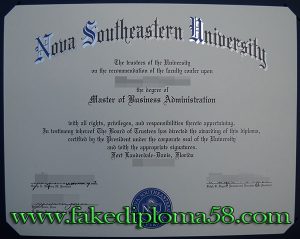 Nova Southeastern University
The trustees of the University
on the recommendation of the faculty confer upon
the degree of
Master of Business Administration
with all rights, privileges, and responsibilities thereto appertaining.
In testimony whereof The Board of Trustees has directed the awarding of this diploma,
certified by the President under the corporate seal of the University
and with the appropriate signatures.
Fort Lauderdale-Davie, Florida
www.fakediploma58.com